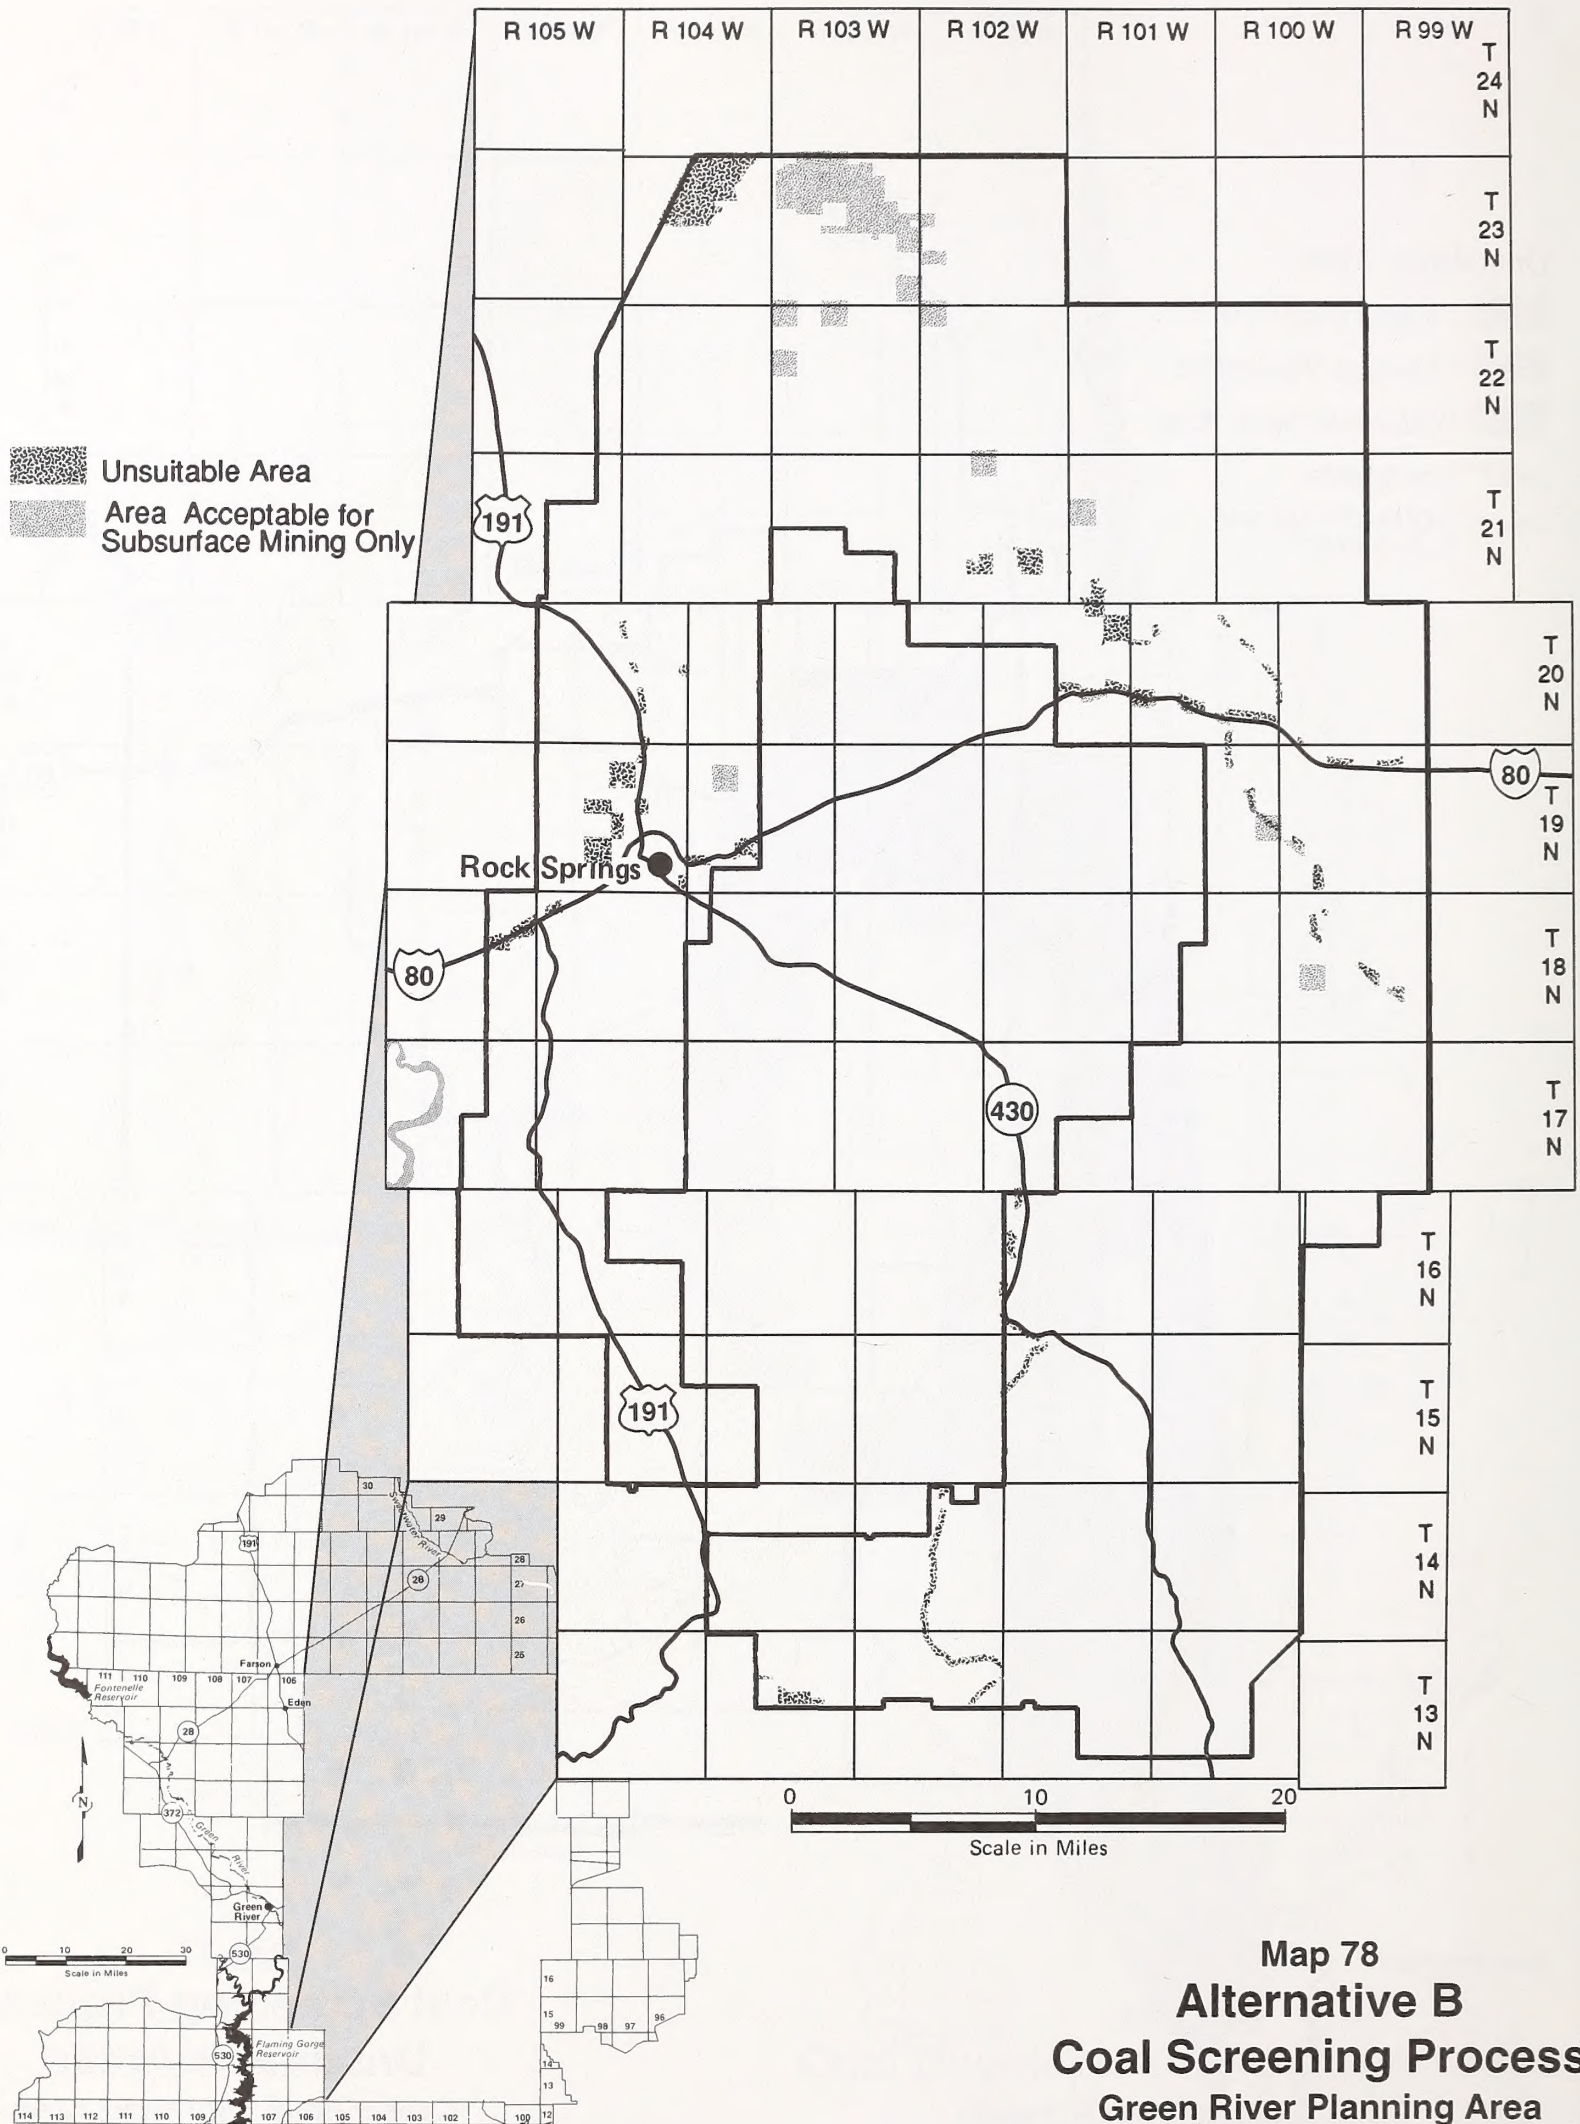 R 105 W R 104 W R 103 W R 102 W R 101 W R 100 W R 99 W
T
24
N
T
23
N
T
22
N
T
21
N
Unsuitable Area
Area Acceptable for
Subsurface Mining Only
191
T
20
N
80
T
19
N
Rock Springs
80
T
18
N
430
T
17
N
T
16
N
191
T
15
N
T
14
N
T
13
N
0 10 20
Scale in Miles
30
Sweetwater River
29
191
28
27
28
26
25
Farson
111 110 109 108 107 106
Fontenelle
Reservoir
Eden
28
N
372
Green
River
Green
River
0 10 20 30
Scale in Miles
530
16
15
99 98 97 96
Flaming Gorge
Reservoir
530
14
13
114 113 112 111 110 109 107 106 105 104 103 102 100 12
Map 78
Alternative B
Coal Screening Process
Green River Planning Area